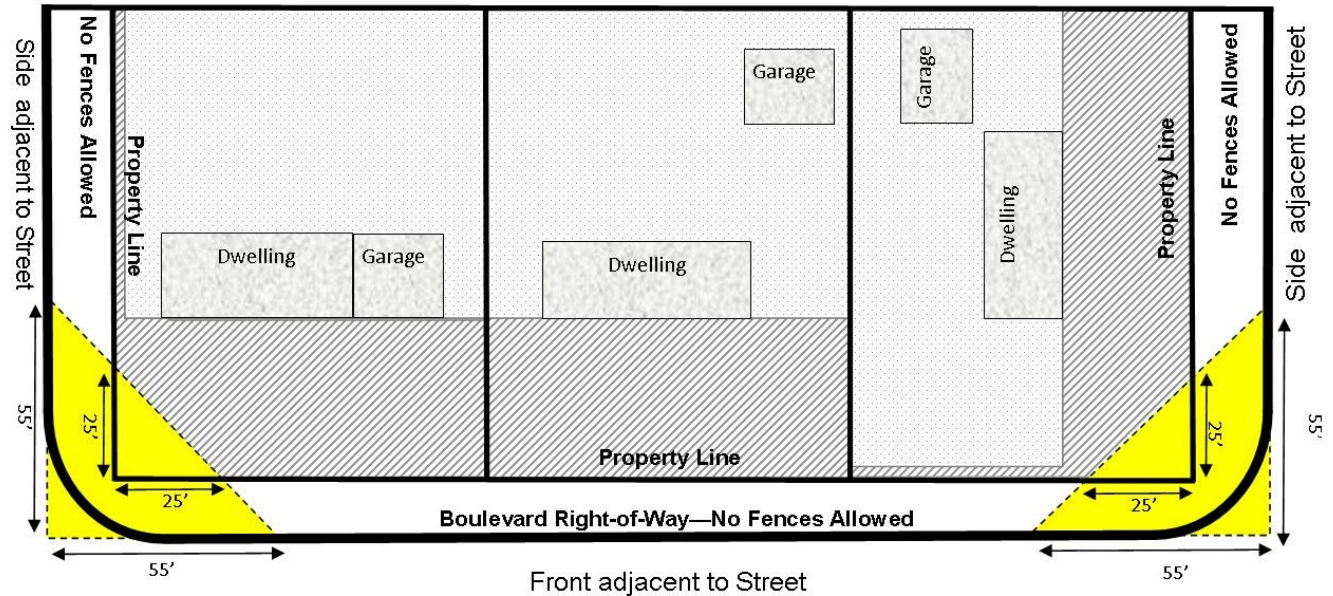 Side adjacent to Street
No Fences Allowed
Property Line
Dwelling
Garage
Garage
Dwelling
Garage
Dwelling
Property Line
No Fences Allowed
Side adjacent to Street
55'
25'
25’
55’
Property Line
Boulevard Right-of-Way—No Fences Allowed
Front adjacent to Street
25’
25’
55’
55’